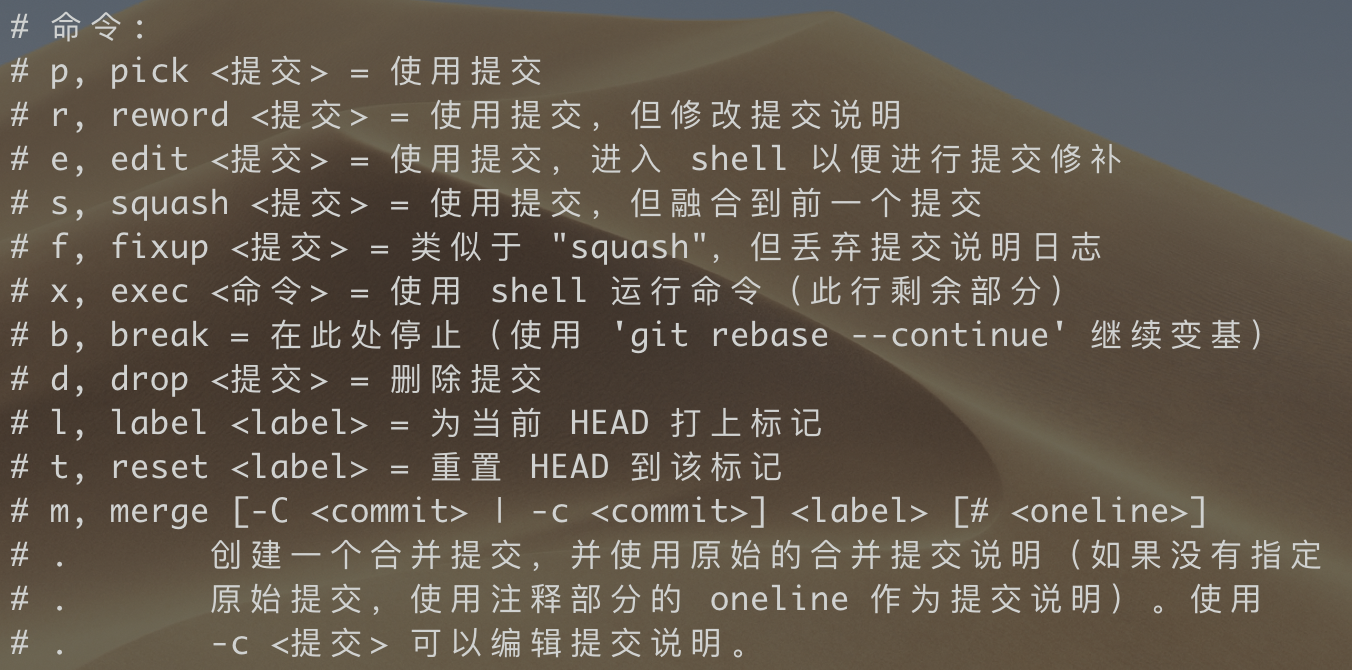 # 命令:
# p, pick <提交> = 使用提交
# r, reword <提交> = 使用提交，但修改提交说明
# e, edit <提交> = 使用提交，进入 shell 以便进行提交修补
# s, squash <提交> = 使用提交，但融合到前一个提交
# f, fixup <提交> = 类似于 "squash"，但丢弃提交说明日志
# x, exec <命令> = 使用 shell 运行命令（此行剩余部分）
# b, break = 在此处停止（使用 'git rebase --continue' 继续变基）
# d, drop <提交> = 删除提交
# l, label <label> = 为当前 HEAD 打上标记
# t, reset <label> = 重置 HEAD 到该标记
# m, merge [-C <commit> | -c <commit>] <label> [# <oneline>]
# .       创建一个合并提交，并使用原始的合并提交说明（如果没有指定
# .       原始提交，使用注释部分的 oneline 作为提交说明）。使用
# .       -c <提交> 可以编辑提交说明。